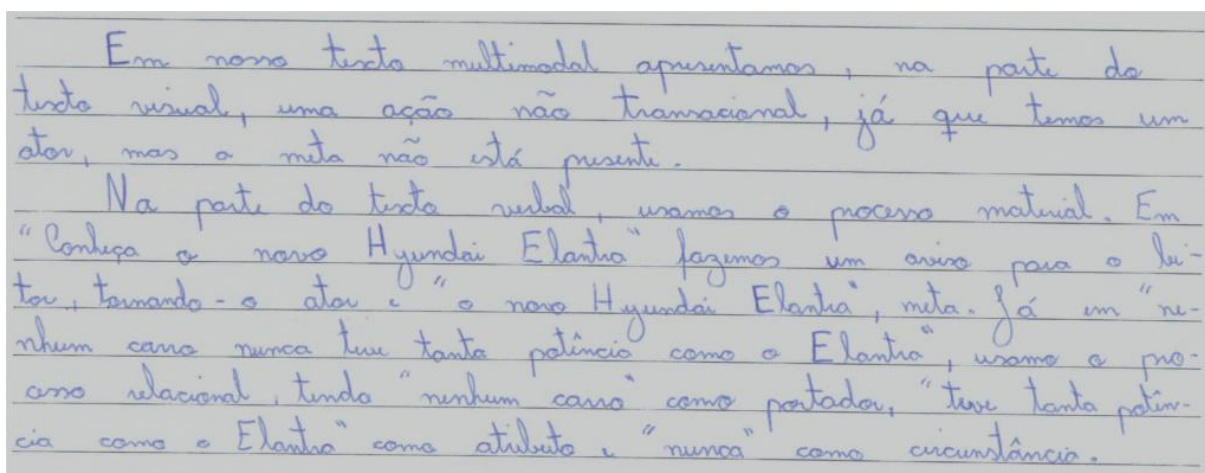 Em nosso texto multimodal apresentamos, na parte do
texto visual, uma ação não transacional, já que temos um
ator, mas a meta não está presente.
Na parte do texto verbal, usamos o processo material. Em
"Conheça o novo Hyundai Elantra" fazemos um aviso para o lei-
tor, tornando-o ator e "o novo Hyundai Elantra", meta. Já em "ne-
nhum carro nunca teve tanta potência como o Elantra", usamo o pro-
cesso relacional, tendo "nenhum carro" como portador, "teve tanta potên-
cia como o Elantra" como atributo e "nunca" como circunstância.